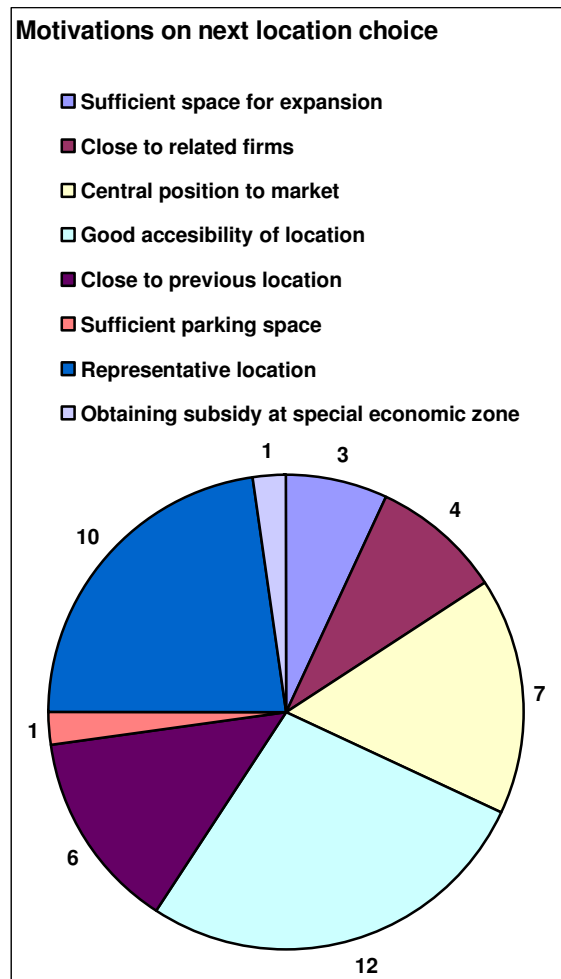 Motivations on next location choice
Sufficient space for expansion
Close to related firms
Central position to market
Good accesibility of location
Close to previous location
Sufficient parking space
Representative location
Obtaining subsidy at special economic zone
1
3
10
4
7
1
6
12